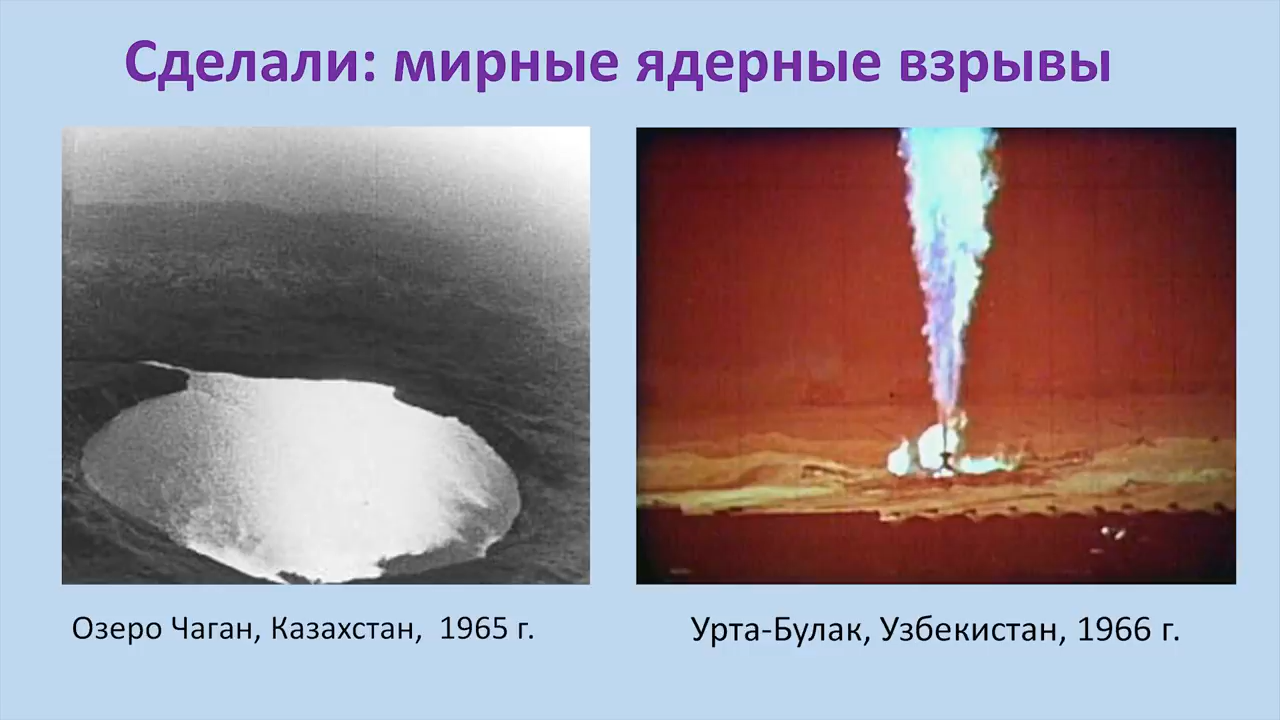 Сделали: мирные ядерные взрывы
Озеро Чаган, Казахстан, 1965 г.
Урта-Булак, Узбекистан, 1966 г.